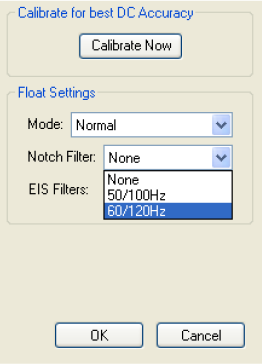 Calibrate for best DC Accuracy
Calibrate Now
Float Settings
Mode: Normal
Notch Filter: None
None
EIS Filters: 50/100Hz
60/120Hz
OK Cancel